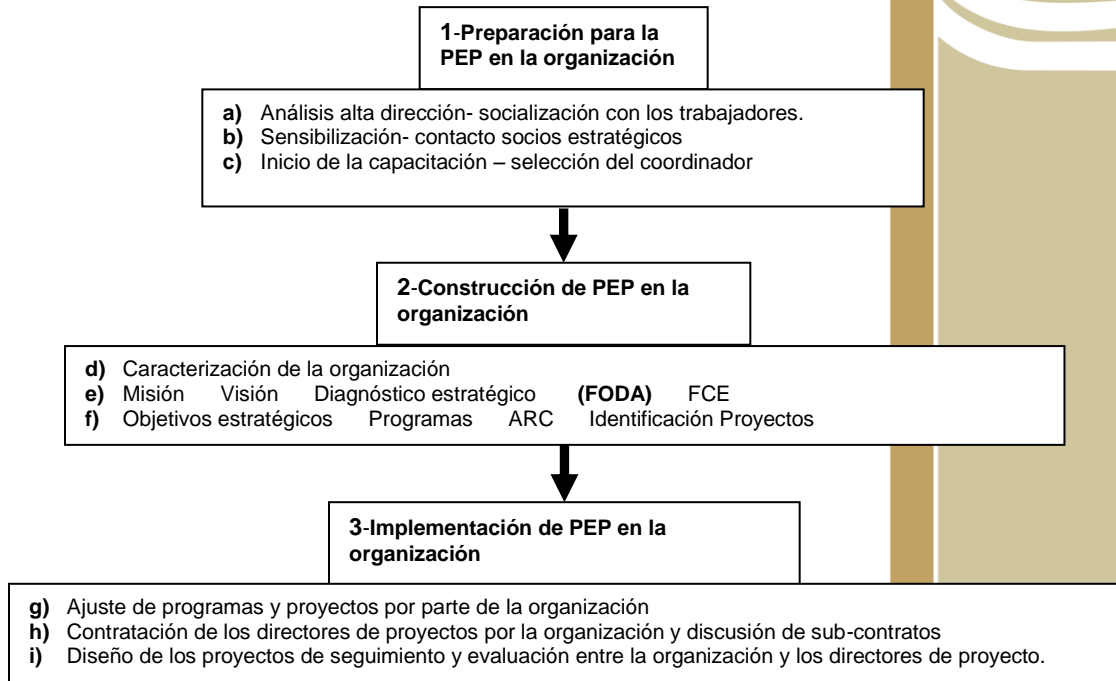 1-Preparación para la
PEP en la organización
a) Análisis alta dirección- socialización con los trabajadores.
b) Sensibilización- contacto socios estratégicos
c) Inicio de la capacitación – selección del coordinador
2-Construcción de PEP en la
organización
d) Caracterización de la organización
e) Misión Visión Diagnóstico estratégico (FODA) FCE
f) Objetivos estratégicos Programas ARC Identificación Proyectos
3-Implementación de PEP en la
organización
g) Ajuste de programas y proyectos por parte de la organización
h) Contratación de los directores de proyectos por la organización y discusión de sub-contratos
i) Diseño de los proyectos de seguimiento y evaluación entre la organización y los directores de proyecto.